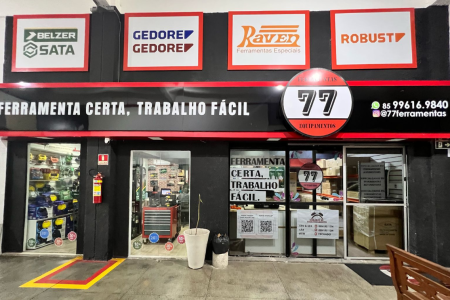 BELZER
SATA
GEDORE
GEDORE
Raven
Ferramentas Especiais
ROBUST
FERRAMENTA CERTA, TRABALHO FÁCIL
77
EQUIPAMENTOS
85 99616.9840
@77ferramentas
FERRAMENTA
CERTA,
TRABALHO
FÁCIL
77